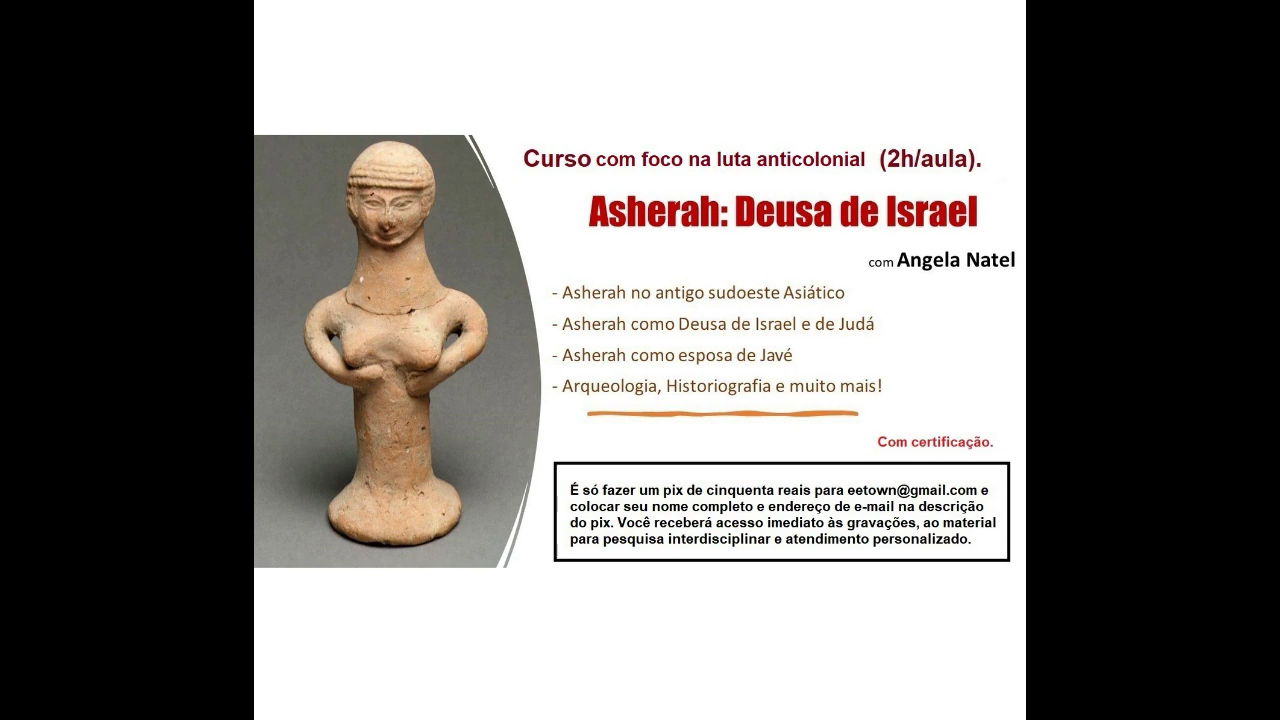 Curso com foco na luta anticolonial (2h/aula).
Asherah: Deusa de Israel
com Angela Natel
- Asherah no antigo sudoeste Asiático
- Asherah como Deusa de Israel e de Judá
- Asherah como esposa de Javé
- Arqueologia, Historiografia e muito mais!
Com certificação.
É só fazer um pix de cinquenta reais para eetown@gmail.com e
colocar seu nome completo e endereço de e-mail na descrição
do pix. Você receberá acesso imediato às gravações, ao material
para pesquisa interdisciplinar e atendimento personalizado.